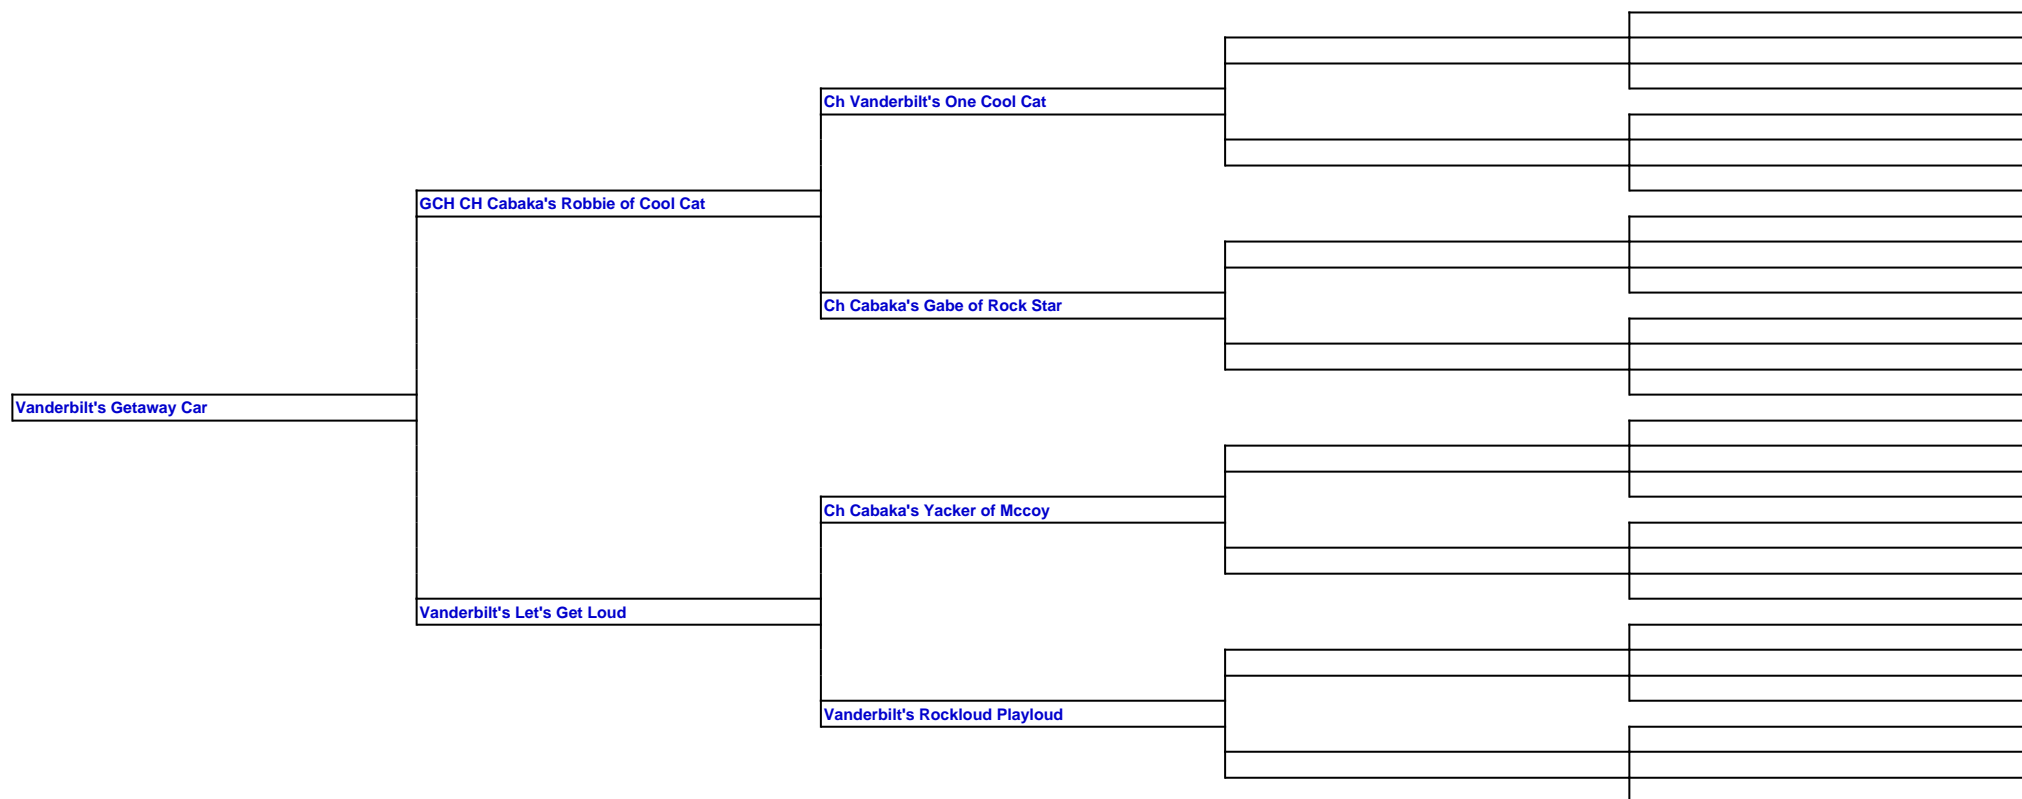 Ch Vanderbilt's One Cool Cat
GCH CH Cabaka's Robbie of Cool Cat
Ch Cabaka's Gabe of Rock Star
Vanderbilt's Getaway Car
Ch Cabaka's Yacker of Mccoy
Vanderbilt's Let's Get Loud
Vanderbilt's Rockloud Playloud